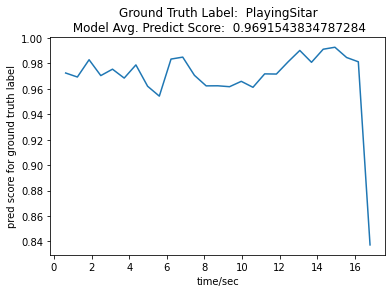 Ground Truth Label:  PlayingSitar
Model Avg. Predict Score:  0.9691543834787284
1.00
0.98
0.96
0.94
0.92
0.90
0.88
0.86
0.84
pred score for ground truth label
0 2 4 6 8 10 12 14 16
time/sec